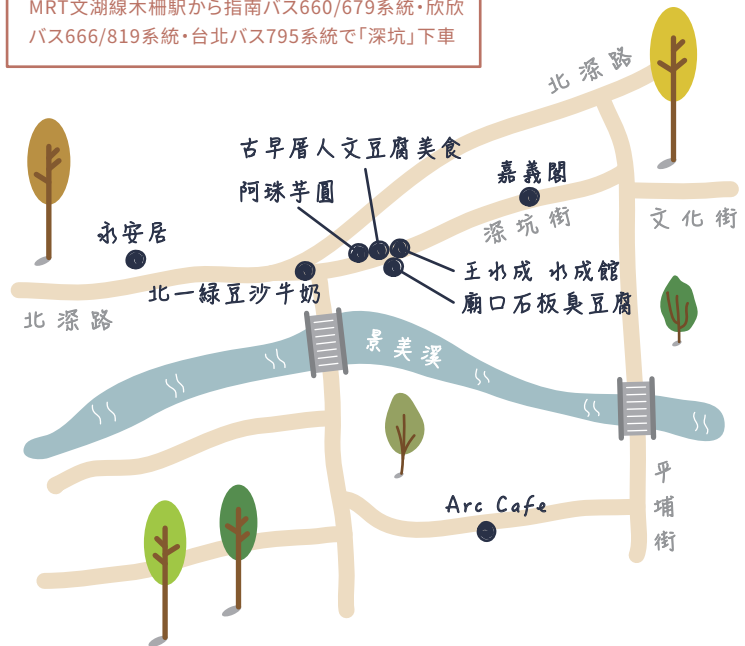 MRT文湖線木柵駅から指南バス660/679系統・欣欣
バス666/819系統・台北バス795系統で「深坑」下車
北深路
古早厝人文豆腐美食
嘉義閣
阿珠芋圓
深坑街
文化街
永安居
王水成 水成館
北一綠豆沙牛奶
廟口石板臭豆腐
北深路
景美溪
平埔街
Arc Cafe